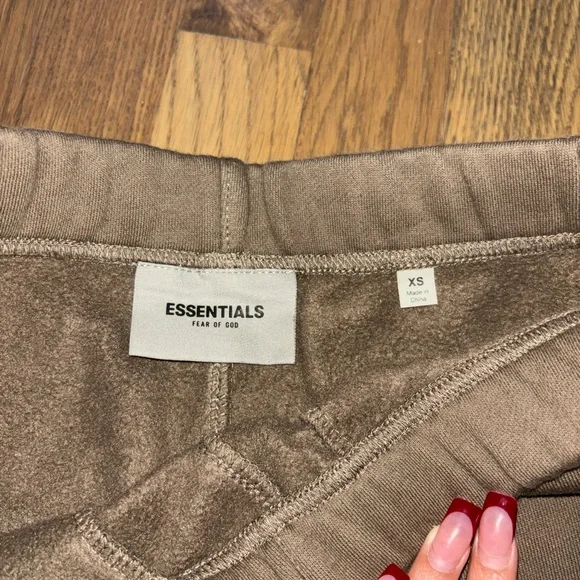 ESSENTIALS
FEAR OF GOD
XS
Made in
China